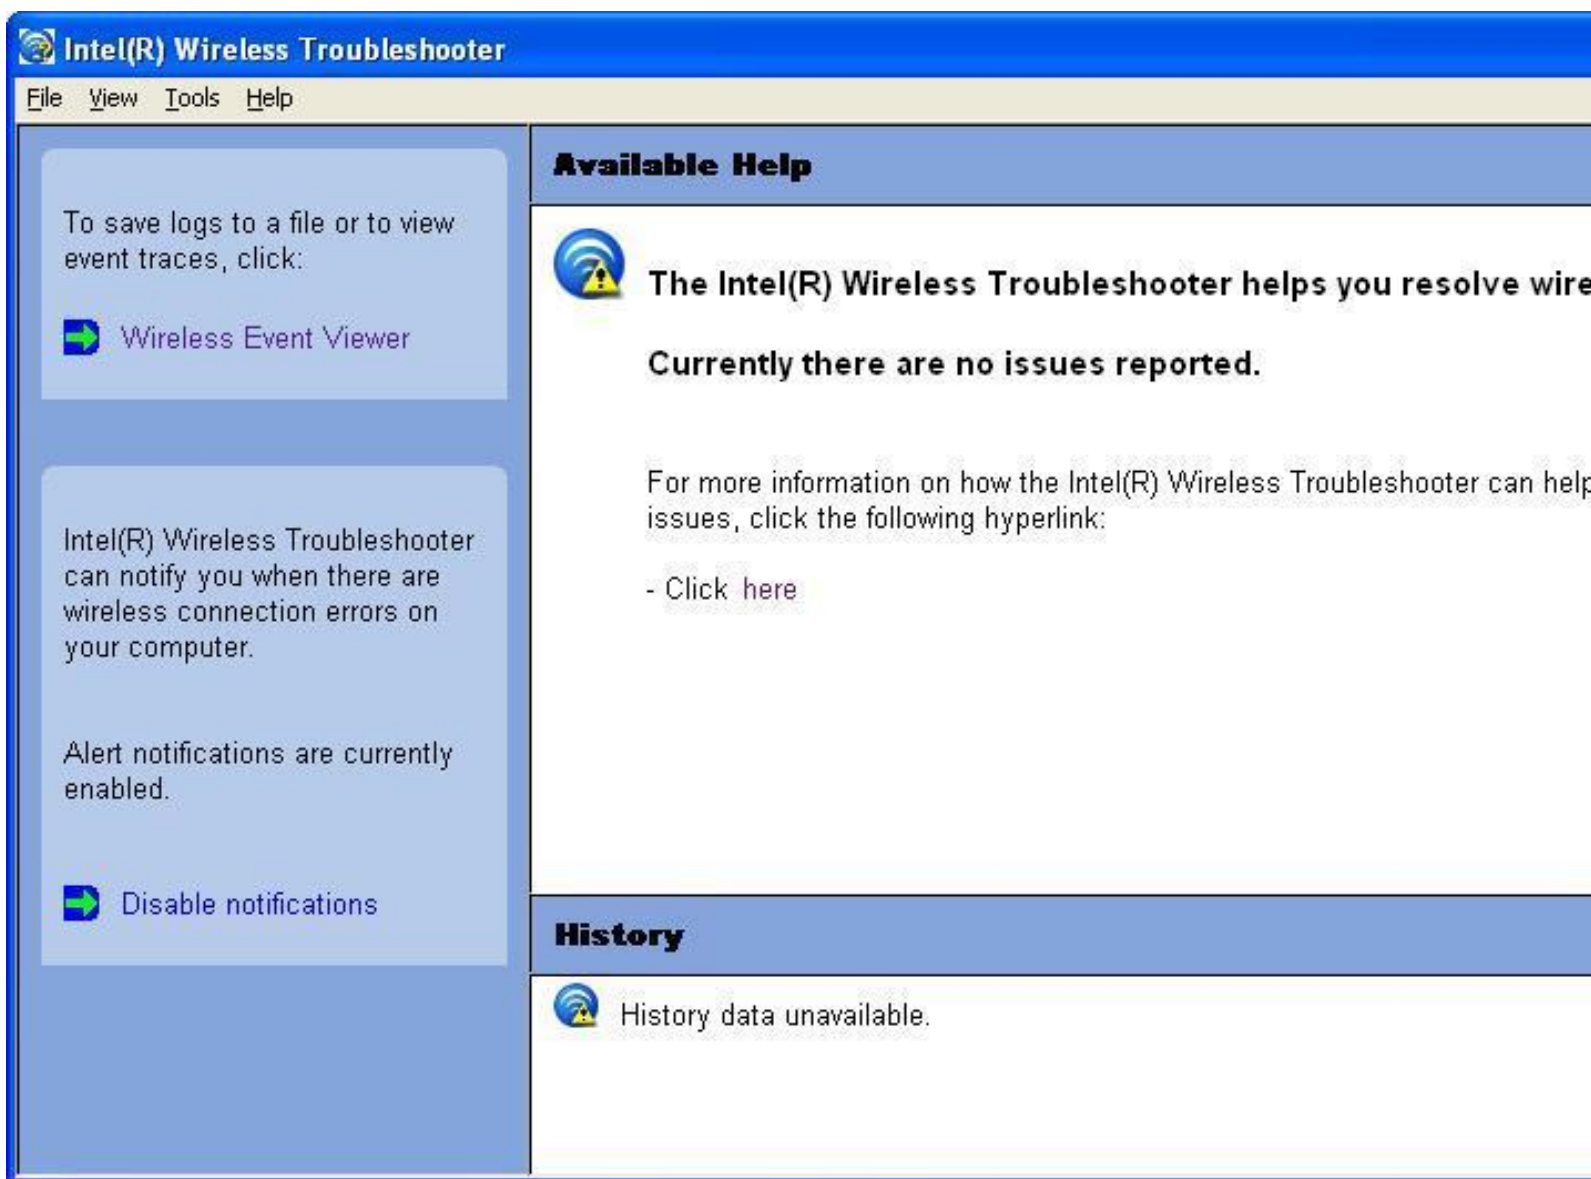 Intel(R) Wireless Troubleshooter
File View Tools Help
To save logs to a file or to view
event traces, click:
Wireless Event Viewer
Intel(R) Wireless Troubleshooter
can notify you when there are
wireless connection errors on
your computer.
Alert notifications are currently
enabled.
Disable notifications
Available Help
The Intel(R) Wireless Troubleshooter helps you resolve wire
Currently there are no issues reported.
For more information on how the Intel(R) Wireless Troubleshooter can help
issues, click the following hyperlink:
- Click here
History
History data unavailable.